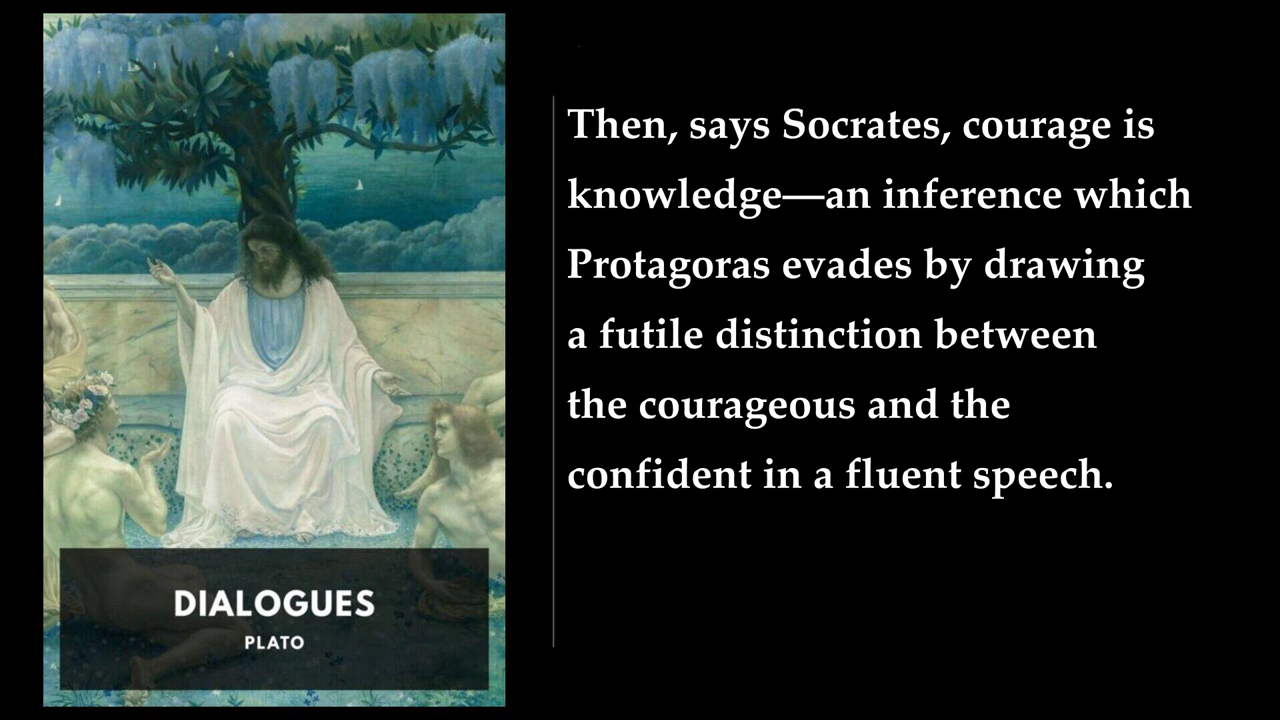 DIALOGUES
PLATO
Then, says Socrates, courage is
knowledge—an inference which
Protagoras evades by drawing
a futile distinction between
the courageous and the
confident in a fluent speech.